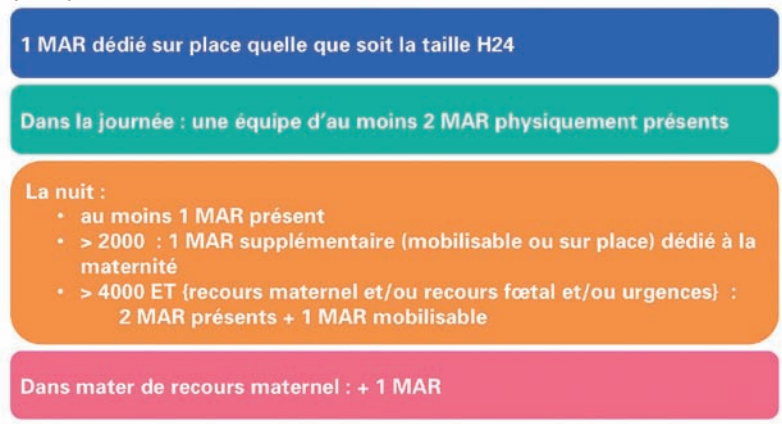 1 MAR dédié sur place quelle que soit la taille H24
Dans la journée : une équipe d'au moins 2 MAR physiquement présents
La nuit :
• au moins 1 MAR présent
• > 2000 : 1 MAR supplémentaire (mobilisable ou sur place) dédié à la
maternité
• > 4000 ET {recours maternel et/ou recours fœtal et/ou urgences} :
2 MAR présents + 1 MAR mobilisable
Dans mater de recours maternel : + 1 MAR